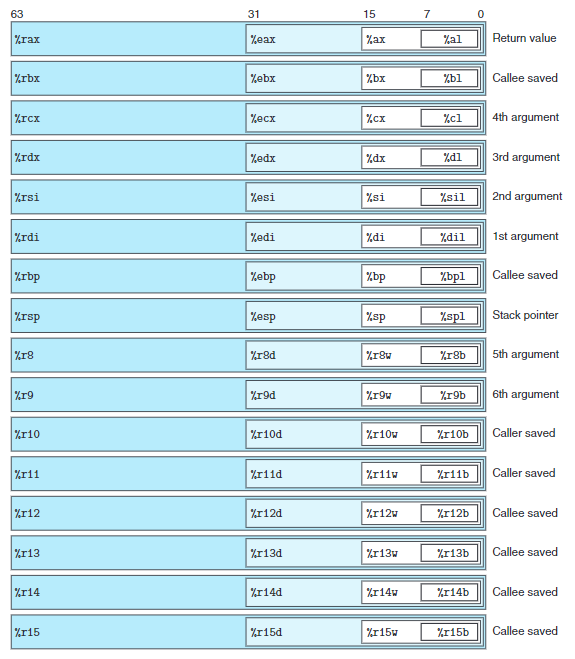 63 31 15 7 0
%rax %eax %ax %al Return value
%rbx %ebx %bx %bl Callee saved
%rcx %ecx %cx %cl 4th argument
%rdx %edx %dx %dl 3rd argument
%rsi %esi %si %sil 2nd argument
%rdi %edi %di %dil 1st argument
%rbp %ebp %bp %bpl Callee saved
%rsp %esp %sp %spl Stack pointer
%r8 %r8d %r8w %r8b 5th argument
%r9 %r9d %r9w %r9b 6th argument
%r10 %r10d %r10w %r10b Caller saved
%r11 %r11d %r11w %r11b Caller saved
%r12 %r12d %r12w %r12b Callee saved
%r13 %r13d %r13w %r13b Callee saved
%r14 %r14d %r14w %r14b Callee saved
%r15 %r15d %r15w %r15b Callee saved